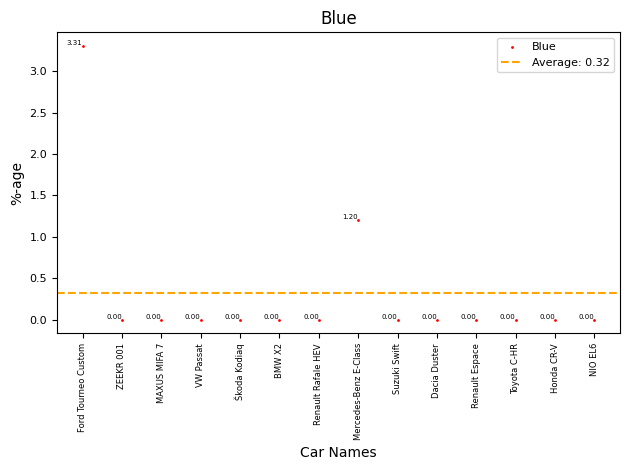 Blue
%-age
3.0
2.5
2.0
1.5
1.0
0.5
0.0
3.31
0.00
0.00
0.00
0.00
0.00
0.00
1.20
0.00
0.00
0.00
0.00
0.00
0.00
Blue
Average: 0.32
Ford Tourneo Custom
ZEEKR 001
MAXUS MIFA 7
VW Passat
Škoda Kodiaq
BMW X2
Renault Rafale HEV
Mercedes-Benz E-Class
Suzuki Swift
Dacia Duster
Renault Espace
Toyota C-HR
Honda CR-V
NIO EL6
Car Names